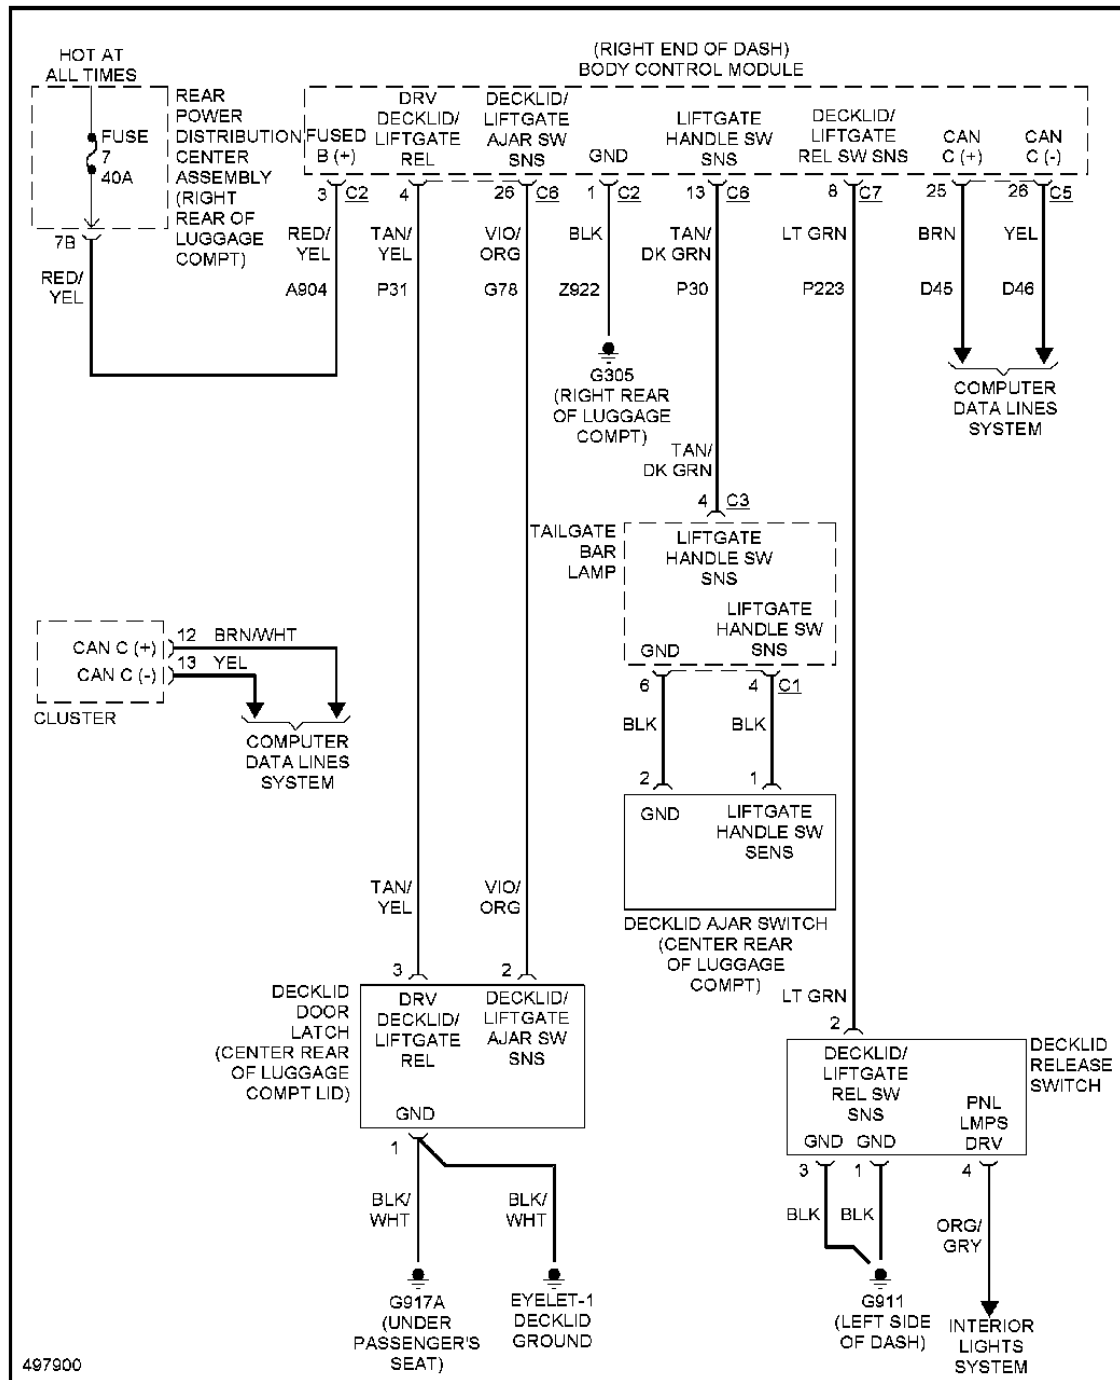 HOT AT
ALL TIMES
FUSE
7
40A
7B
REAR
POWER
DISTRIBUTION
CENTER
ASSEMBLY
(RIGHT
REAR OF
LUGGAGE
COMPT)
(RIGHT END OF DASH)
BODY CONTROL MODULE
FUSED
B (+)
DRV
DECKLID/
LIFTGATE
REL
DECKLID/
LIFTGATE
AJAR SW
SNS
GND
LIFTGATE
HANDLE SW
SNS
DECKLID/
LIFTGATE
REL SW SNS
CAN
C (+)
CAN
C (-)
3 C2
4
26 C6
1 C2
13 C6
8 C7
25
26 C5
RED/
YEL
RED/
YEL
TAN/
YEL
VIO/
ORG
BLK
TAN/
DK GRN
LT GRN
BRN
YEL
A904
P31
G78
Z922
P30
P223
D45
D46
G305
(RIGHT REAR
OF LUGGAGE
COMPT)
COMPUTER
DATA LINES
SYSTEM
TAN/
DK GRN
4 C3
TAILGATE
BAR
LAMP
LIFTGATE
HANDLE SW
SNS
LIFTGATE
HANDLE SW
SNS
GND
6
4 C1
BLK
BLK
CAN C (+)
CAN C (-)
12 BRN/WHT
13 YEL
CLUSTER
COMPUTER
DATA LINES
SYSTEM
2
1
GND
LIFTGATE
HANDLE SW
SENS
DECKLID AJAR SWITCH
(CENTER REAR
OF LUGGAGE
COMPT)
TAN/
YEL
VIO/
ORG
3
2
DECKLID
DOOR
LATCH
(CENTER REAR
OF LUGGAGE
COMPT LID)
DRV
DECKLID/
LIFTGATE
REL
DECKLID/
LIFTGATE
AJAR SW
SNS
GND
1
BLK/
WHT
BLK/
WHT
G917A
(UNDER
PASSENGER'S
SEAT)
EYELET-1
DECKLID
GROUND
LT GRN
2
DECKLID
RELEASE
SWITCH
DECKLID/
LIFTGATE
REL SW
SNS
PNL
LMPS
DRV
GND
GND
3
1
4
BLK
BLK
ORG/
GRY
G911
(LEFT SIDE
OF DASH)
INTERIOR
LIGHTS
SYSTEM
497900